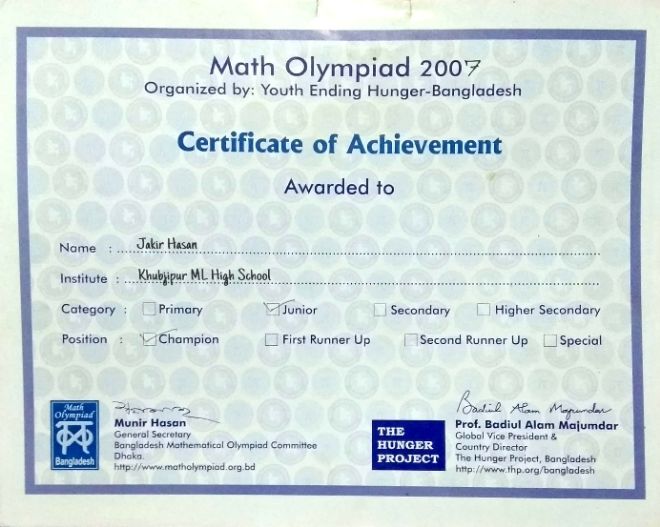 Math Olympiad 2007
Organized by: Youth Ending Hunger-Bangladesh
Certificate of Achievement
Awarded to
Name : Jakir Hasan
Institute : Khubjipur ML High School
Category : Primary Junior Secondary Higher Secondary
Position : Champion First Runner Up Second Runner Up Special
Math
Olympiad
Bangladesh
Munir Hasan
General Secretary
Bangladesh Mathematical Olympiad Committee
Dhaka.
http://www.matholympiad.org.bd
THE
HUNGER
PROJECT
Badiul Alam Majumdar
Prof. Badiul Alam Majumdar
Global Vice President &
Country Director
The Hunger Project, Bangladesh
http://www.thp.org/bangladesh